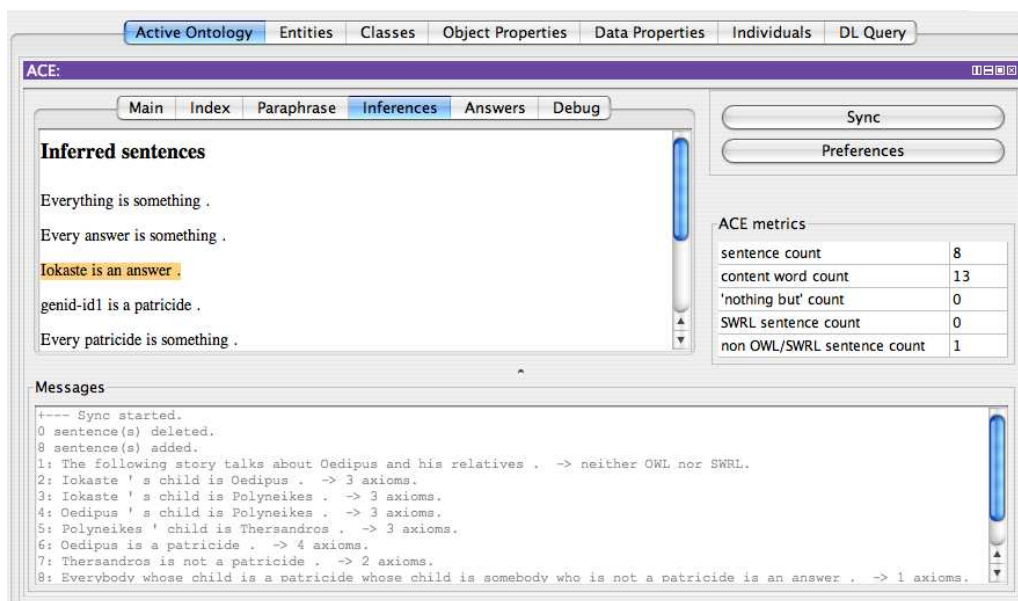 Active Ontology Entities Classes Object Properties Data Properties Individuals DL Query
ACE:
Main Index Paraphrase Inferences Answers Debug
Inferred sentences
Everything is something .
Every answer is something .
Iokaste is an answer .
genid-id1 is a patricide .
Every patricide is something .
Sync
Preferences
ACE metrics
sentence count 8
content word count 13
'nothing but' count 0
SWRL sentence count 0
non OWL/SWRL sentence count 1
Messages
+--- Sync started.
0 sentence(s) deleted.
8 sentence(s) added.
1: The following story talks about Oedipus and his relatives . -> neither OWL nor SWRL.
2: Iokaste ' s child is Oedipus . -> 3 axioms.
3: Iokaste ' s child is Polyneikes . -> 3 axioms.
4: Oedipus ' s child is Polyneikes . -> 3 axioms.
5: Polyneikes ' child is Thersandros . -> 3 axioms.
6: Oedipus is a patricide . -> 4 axioms.
7: Thersandros is not a patricide . -> 2 axioms.
8: Everybody whose child is a patricide whose child is somebody who is not a patricide is an answer . -> 1 axioms.